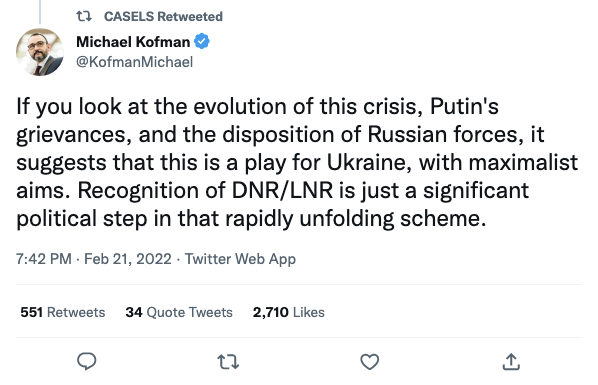 CASELS Retweeted
Michael Kofman
@KofmanMichael
If you look at the evolution of this crisis, Putin's
grievances, and the disposition of Russian forces, it
suggests that this is a play for Ukraine, with maximalist
aims. Recognition of DNR/LNR is just a significant
political step in that rapidly unfolding scheme.
7:42 PM · Feb 21, 2022 · Twitter Web App
551 Retweets 34 Quote Tweets 2,710 Likes